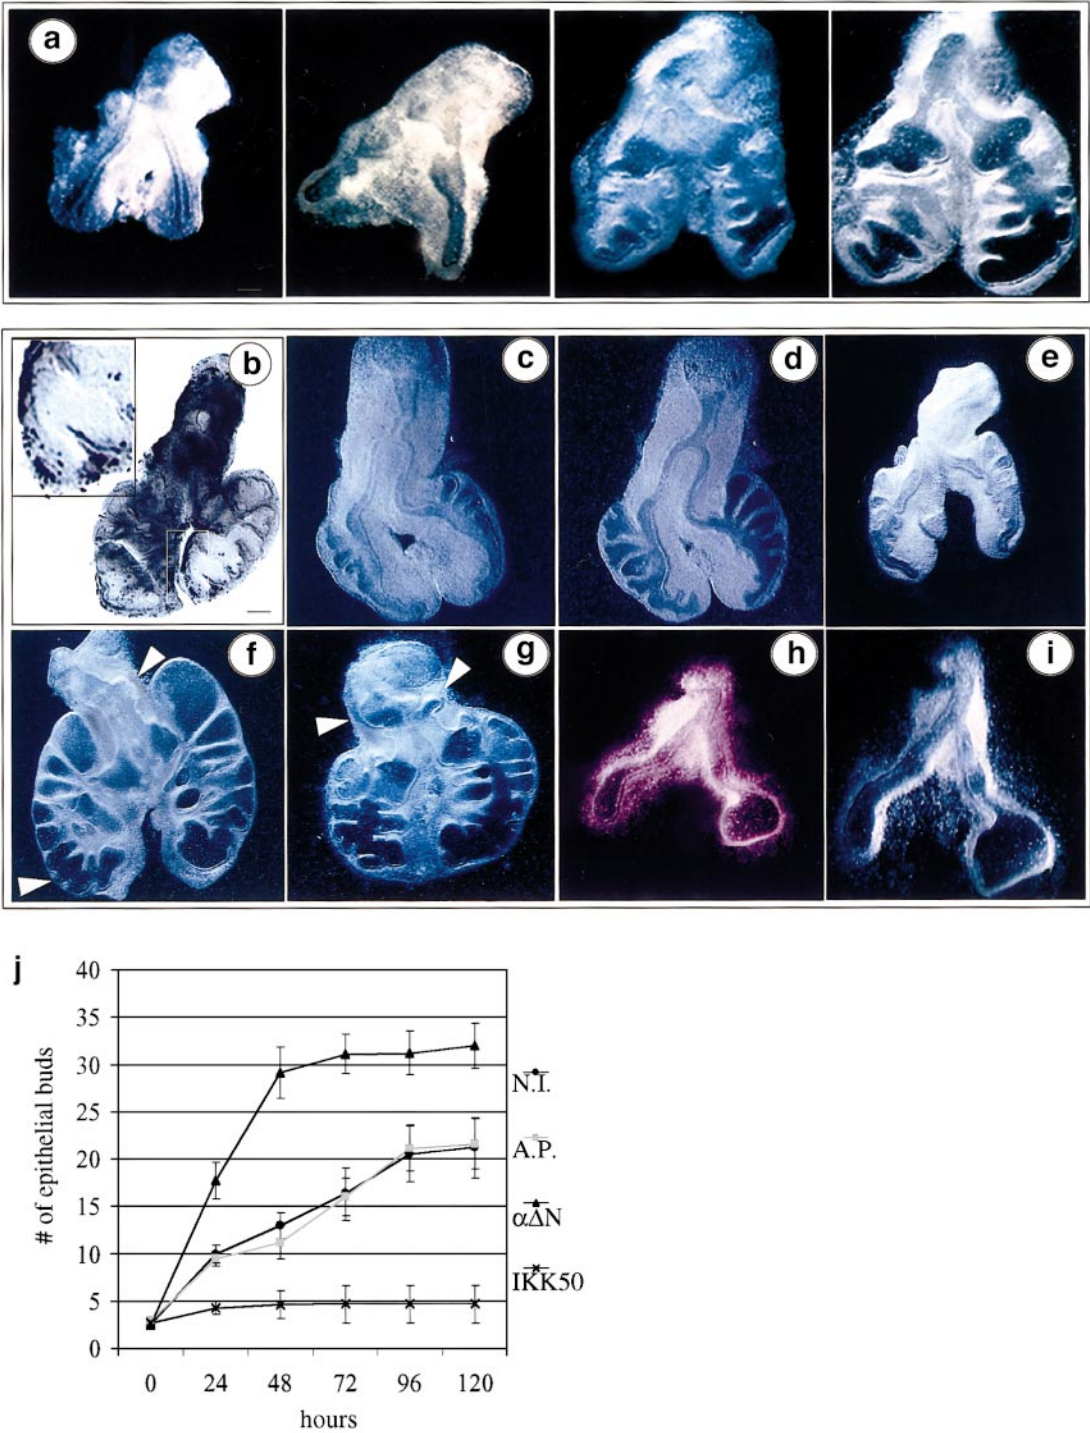 a
b
c
d
e
f
g
h
i
j
40
35
30
25
20
15
10
5
0
# of epithelial buds
0 24 48 72 96 120
hours
N.I.
A.P.
αΔN
IKK50